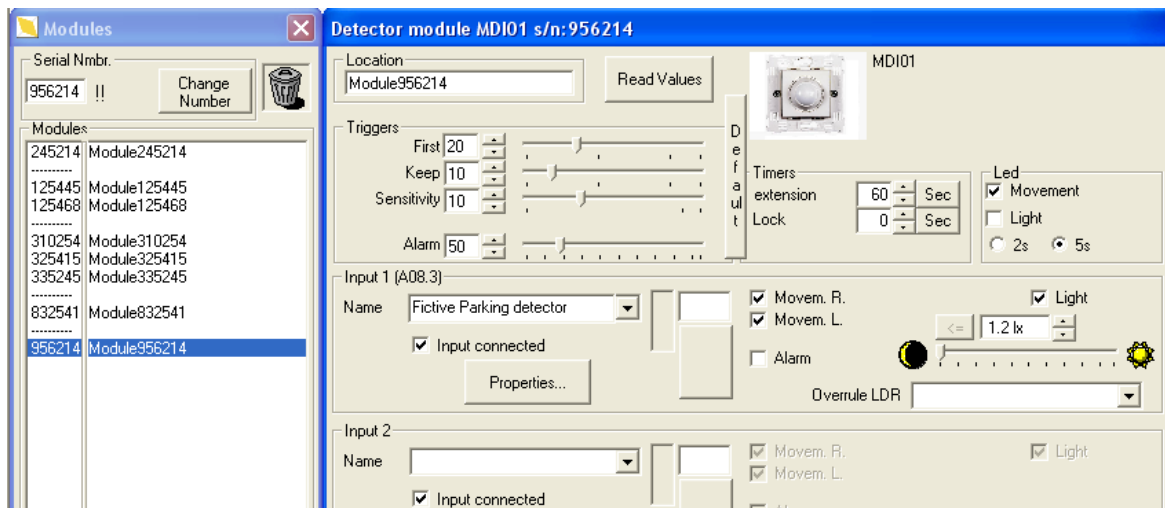 Modules
Serial Nmbr.
956214 !!
Change Number
Modules
245214 Module245214
----------
125445 Module125445
125468 Module125468
----------
310254 Module310254
325415 Module325415
335245 Module335245
----------
832541 Module832541
----------
956214 Module956214
Detector module MDI01 s/n:956214
Location
Module956214
Read Values
MDI01
Triggers
First 20
Keep 10
Sensitivity 10
Alarm 50
Default
Timers
extension 60 Sec
Lock 0 Sec
Led
Movement
Light
2s 5s
Input 1 (A08.3)
Name Fictive Parking detector
Input connected
Properties...
Movem. R.
Movem. L.
Alarm
Light
<= 1.2 lx
Overrule LDR
Input 2
Name
Input connected
Movem. R.
Movem. L.
Light